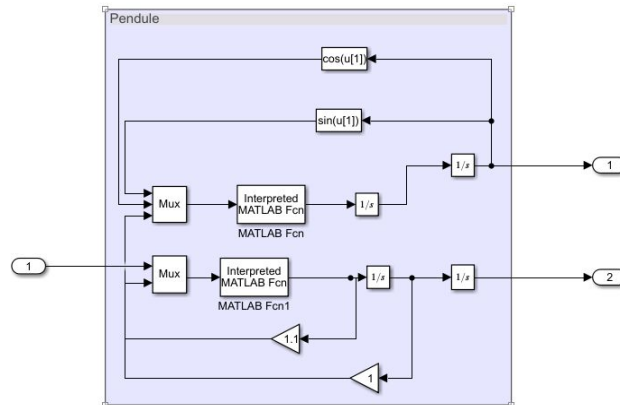 Pendule
cos(u[1])
sin(u[1])
1/s
1/s
1
Mux
Interpreted
MATLAB Fcn
MATLAB Fcn
1
Mux
Interpreted
MATLAB Fcn
MATLAB Fcn1
1/s
1/s
2
1.1
1